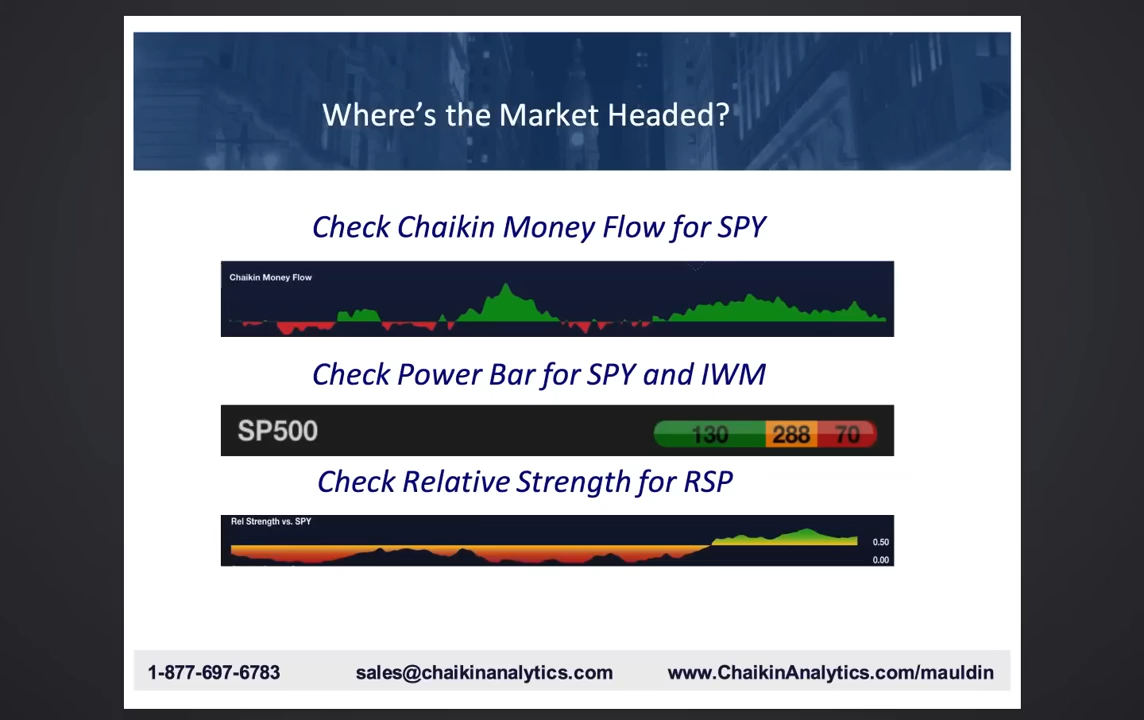 Where's the Market Headed?
Check Chaikin Money Flow for SPY
Chaikin Money Flow
Check Power Bar for SPY and IWM
SP500 130 288 70
Check Relative Strength for RSP
Rel Strength vs. SPY
0.50
0.00
1-877-697-6783 sales@chaikinanalytics.com www.ChaikinAnalytics.com/mauldin